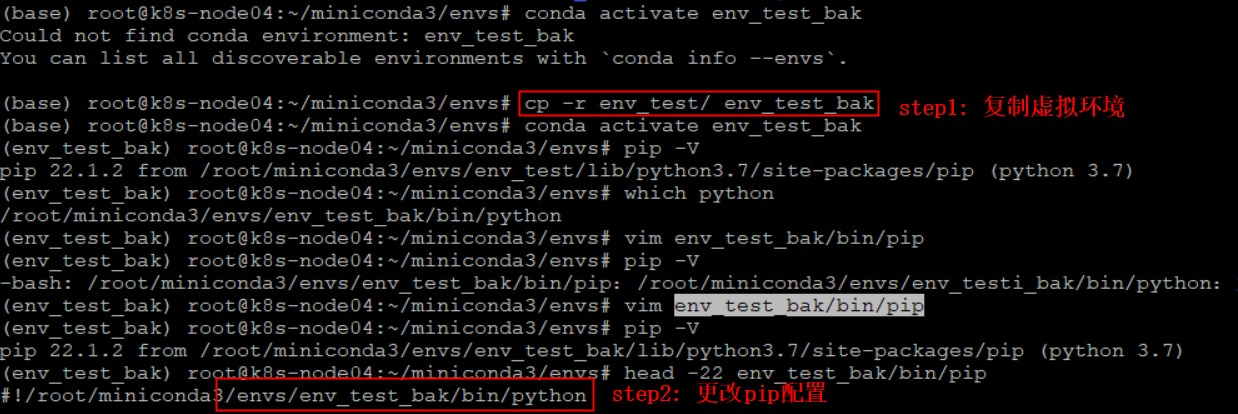 (base) root@k8s-node04:~/miniconda3/envs# conda activate env_test_bak
Could not find conda environment: env_test_bak
You can list all discoverable environments with `conda info --envs`.
(base) root@k8s-node04:~/miniconda3/envs# cp -r env_test/ env_test_bak step1: 复制虚拟环境
(base) root@k8s-node04:~/miniconda3/envs# conda activate env_test_bak
(env_test_bak) root@k8s-node04:~/miniconda3/envs# pip -V
pip 22.1.2 from /root/miniconda3/envs/env_test/lib/python3.7/site-packages/pip (python 3.7)
(env_test_bak) root@k8s-node04:~/miniconda3/envs# which python
/root/miniconda3/envs/env_test_bak/bin/python
(env_test_bak) root@k8s-node04:~/miniconda3/envs# vim env_test_bak/bin/pip
(env_test_bak) root@k8s-node04:~/miniconda3/envs# pip -V
-bash: /root/miniconda3/envs/env_test_bak/bin/pip: /root/miniconda3/envs/env_testi_bak/bin/python:
(env_test_bak) root@k8s-node04:~/miniconda3/envs# vim env_test_bak/bin/pip
(env_test_bak) root@k8s-node04:~/miniconda3/envs# pip -V
pip 22.1.2 from /root/miniconda3/envs/env_test_bak/lib/python3.7/site-packages/pip (python 3.7)
(env_test_bak) root@k8s-node04:~/miniconda3/envs# head -22 env_test_bak/bin/pip
#!/root/miniconda3/envs/env_test_bak/bin/python step2: 更改pip配置